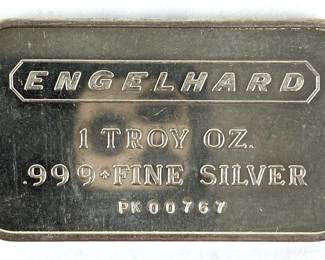 ENGELHARD
1 TROY OZ.
.999+FINE SILVER
PK00767